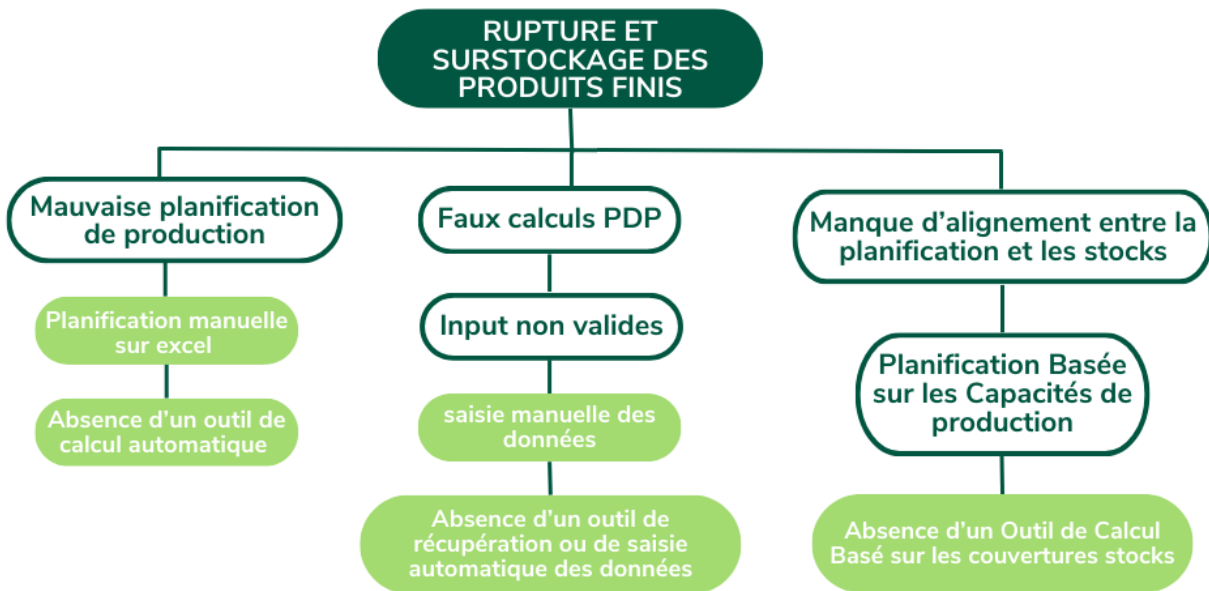 RUPTURE ET
SURSTOCKAGE DES
PRODUITS FINIS
Mauvaise planification
de production
Planification manuelle
sur excel
Absence d'un outil de
calcul automatique
Faux calculs PDP
Input non valides
saisie manuelle des
données
Absence d'un outil de
récupération ou de saisie
automatique des données
Manque d'alignement entre la
planification et les stocks
Planification Basée
sur les Capacités de
production
Absence d'un Outil de Calcul
Basé sur les couvertures stocks